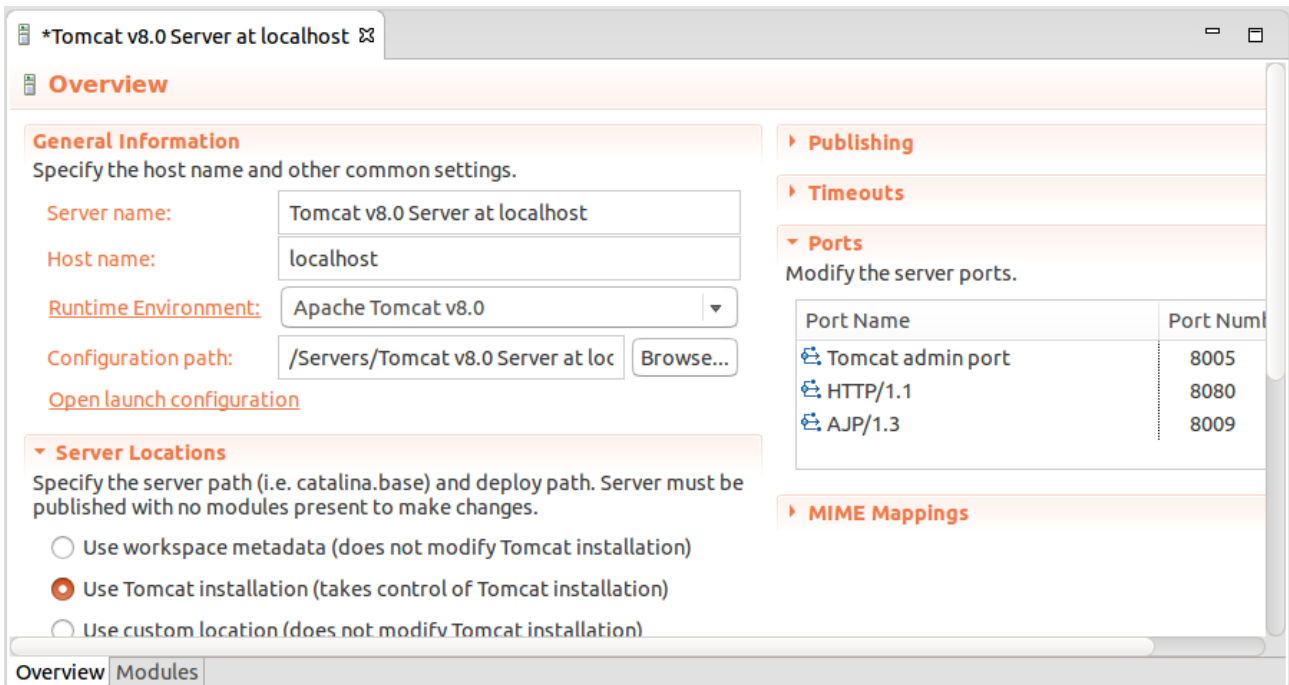 *Tomcat v8.0 Server at localhost
Overview
General Information
Specify the host name and other common settings.
Server name: Tomcat v8.0 Server at localhost
Host name: localhost
Runtime Environment: Apache Tomcat v8.0
Configuration path: /Servers/Tomcat v8.0 Server at loc Browse...
Open launch configuration
Server Locations
Specify the server path (i.e. catalina.base) and deploy path. Server must be
published with no modules present to make changes.
Use workspace metadata (does not modify Tomcat installation)
Use Tomcat installation (takes control of Tomcat installation)
Use custom location (does not modify Tomcat installation)
Publishing
Timeouts
Ports
Modify the server ports.
Port Name Port Numb
Tomcat admin port 8005
HTTP/1.1 8080
AJP/1.3 8009
MIME Mappings
Overview Modules